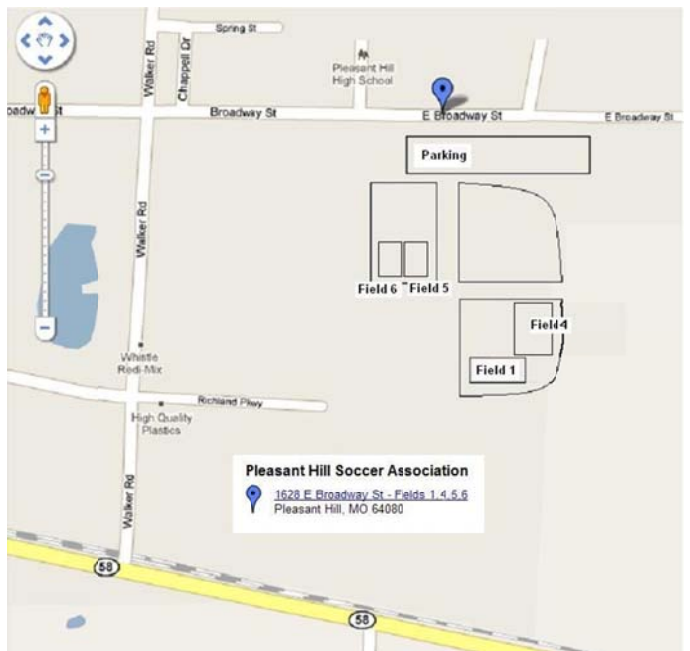 Spring St
Walker Rd
Chappell Dr
Pleasant Hill
High School
oadway St
Broadway St
E Broadway St
E Broadway St
Parking
Walker Rd
Field 6
Field 5
Field 4
Field 1
Whistle
Redi-Mix
Richland Pkwy
High Quality
Plastics
Pleasant Hill Soccer Association
1628 E Broadway St - Fields 1,4,5,6
Pleasant Hill, MO 64080
Walker Rd
58
58